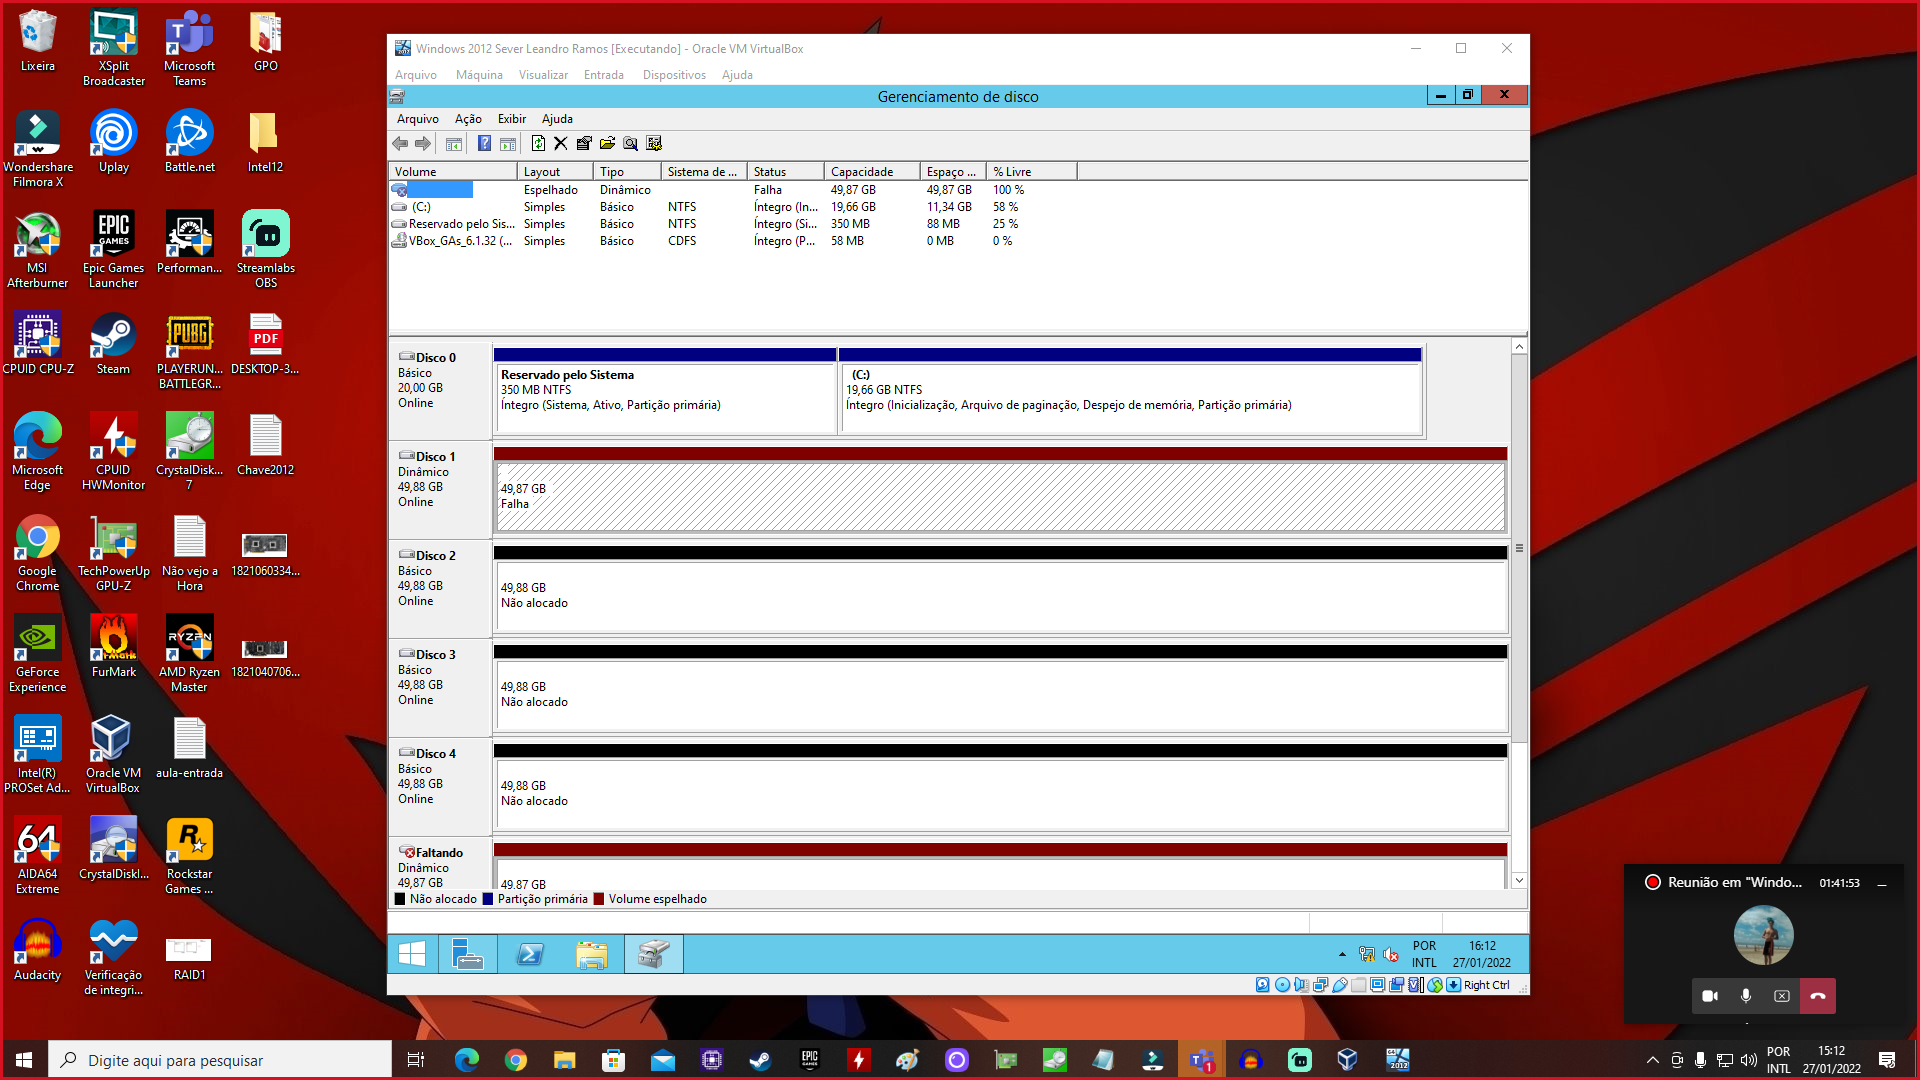 Lixeira
XSplit
Broadcaster
Microsoft
Teams
GPO
Wondershare
Filmora X
Uplay
Battle.net
Intel12
MSI
Afterburner
EPIC
GAMES
Epic Games
Launcher
Performan...
Streamlabs
OBS
CPUID CPU-Z
Steam
PUBG
PLAYERUN...
BATTLEGR...
PDF
DESKTOP-3...
Microsoft
Edge
CPUID
HWMonitor
CrystalDisk...
7
Chave2012
Google
Chrome
TechPowerUp
GPU-Z
Não vejo a
Hora
1821060334...
GeForce
Experience
FurMark
RYZEN
AMD Ryzen
Master
1821040706...
Intel(R)
PROSet Ad...
Oracle VM
VirtualBox
aula-entrada
64
AIDA64
Extreme
CrystalDiskI...
Rockstar
Games ...
Audacity
Verificação
de integri...
RAID1
Windows 2012 Sever Leandro Ramos [Executando] - Oracle VM VirtualBox
Arquivo Máquina Visualizar Entrada Dispositivos Ajuda
Gerenciamento de disco
Arquivo Ação Exibir Ajuda
Volume Layout Tipo Sistema de ... Status Capacidade Espaço ... % Livre
Espelhado Dinâmico Falha 49,87 GB 49,87 GB 100 %
(C:) Simples Básico NTFS Íntegro (In... 19,66 GB 11,34 GB 58 %
Reservado pelo Sis... Simples Básico NTFS Íntegro (Si... 350 MB 88 MB 25 %
VBox_GAs_6.1.32 (... Simples Básico CDFS Íntegro (P... 58 MB 0 MB 0 %
Disco 0
Básico
20,00 GB
Online
Reservado pelo Sistema
350 MB NTFS
Íntegro (Sistema, Ativo, Partição primária)
(C:)
19,66 GB NTFS
Íntegro (Inicialização, Arquivo de paginação, Despejo de memória, Partição primária)
Disco 1
Dinâmico
49,88 GB
Online
49,87 GB
Falha
Disco 2
Básico
49,88 GB
Online
49,88 GB
Não alocado
Disco 3
Básico
49,88 GB
Online
49,88 GB
Não alocado
Disco 4
Básico
49,88 GB
Online
49,88 GB
Não alocado
Faltando
Dinâmico
49,87 GB
49,87 GB
Não alocado Partição primária Volume espelhado
POR
INTL
16:12
27/01/2022
Right Ctrl
Reunião em "Windo... 01:41:53
Digite aqui para pesquisar
POR
INTL
15:12
27/01/2022